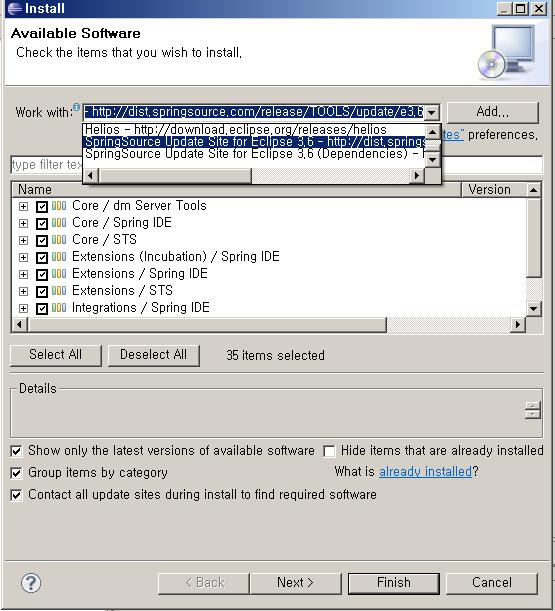 Install
Available Software
Check the items that you wish to install.
Work with: - http://dist.springsource.com/release/TOOLS/update/e3.6 Add...
Helios - http://download.eclipse.org/releases/helios
SpringSource Update Site for Eclipse 3.6 - http://dist.springs
SpringSource Update Site for Eclipse 3.6 (Dependencies) -
tes" preferences.
type filter tex
Name Version
Core / dm Server Tools
Core / Spring IDE
Core / STS
Extensions (Incubation) / Spring IDE
Extensions / Spring IDE
Extensions / STS
Integrations / Spring IDE
Select All Deselect All 35 items selected
Details
Show only the latest versions of available software Hide items that are already installed
Group items by category What is already installed?
Contact all update sites during install to find required software
? < Back Next > Finish Cancel